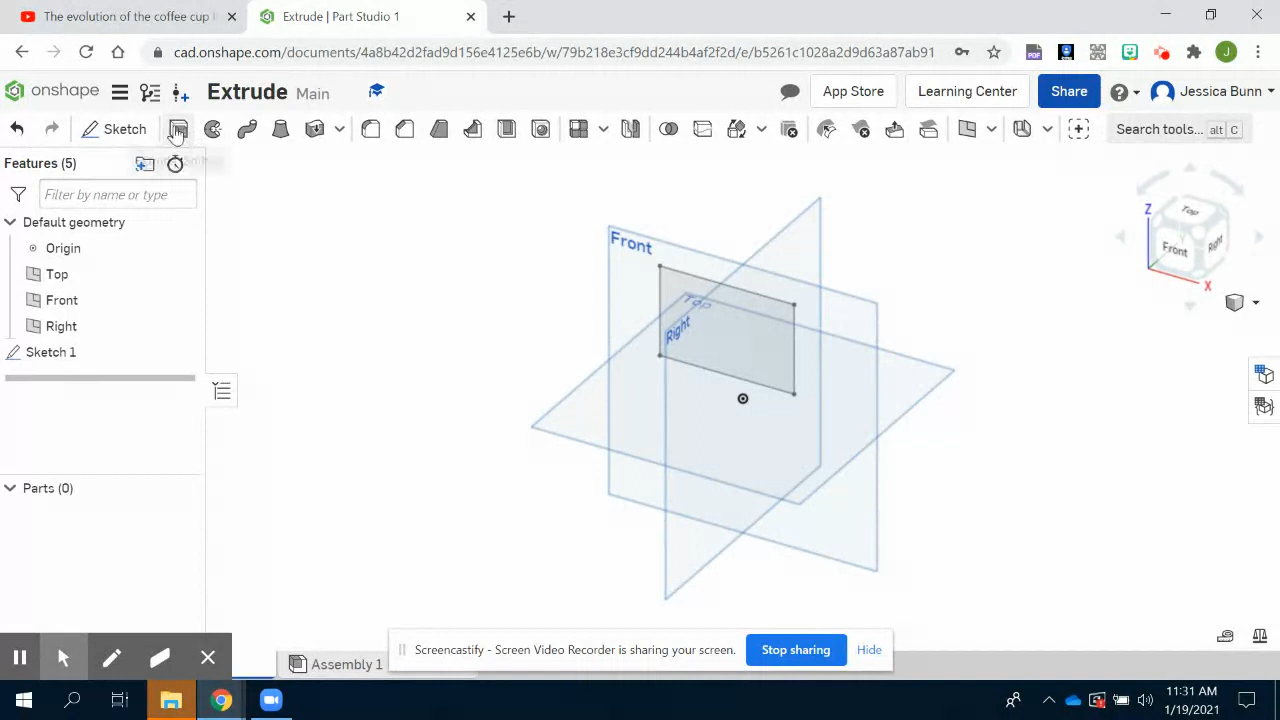 The evolution of the coffee cup
Extrude | Part Studio 1
cad.onshape.com/documents/4a8b42d2fad9d156e4125e6b/w/79b218e3cf9dd244b4af2f2d/e/b5261c1028a2d9d63a87ab91
PDF
J
onshape
Extrude Main
App Store
Learning Center
Share
Jessica Bunn
Sketch
Search tools...
alt C
Features (5)
Filter by name or type
Default geometry
Origin
Top
Front
Right
Sketch 1
Parts (0)
Front
Top
Right
Z
Top
Front
Right
Y
X
Screencastify - Screen Video Recorder is sharing your screen.
Stop sharing
Hide
Assembly 1
11:31 AM
1/19/2021